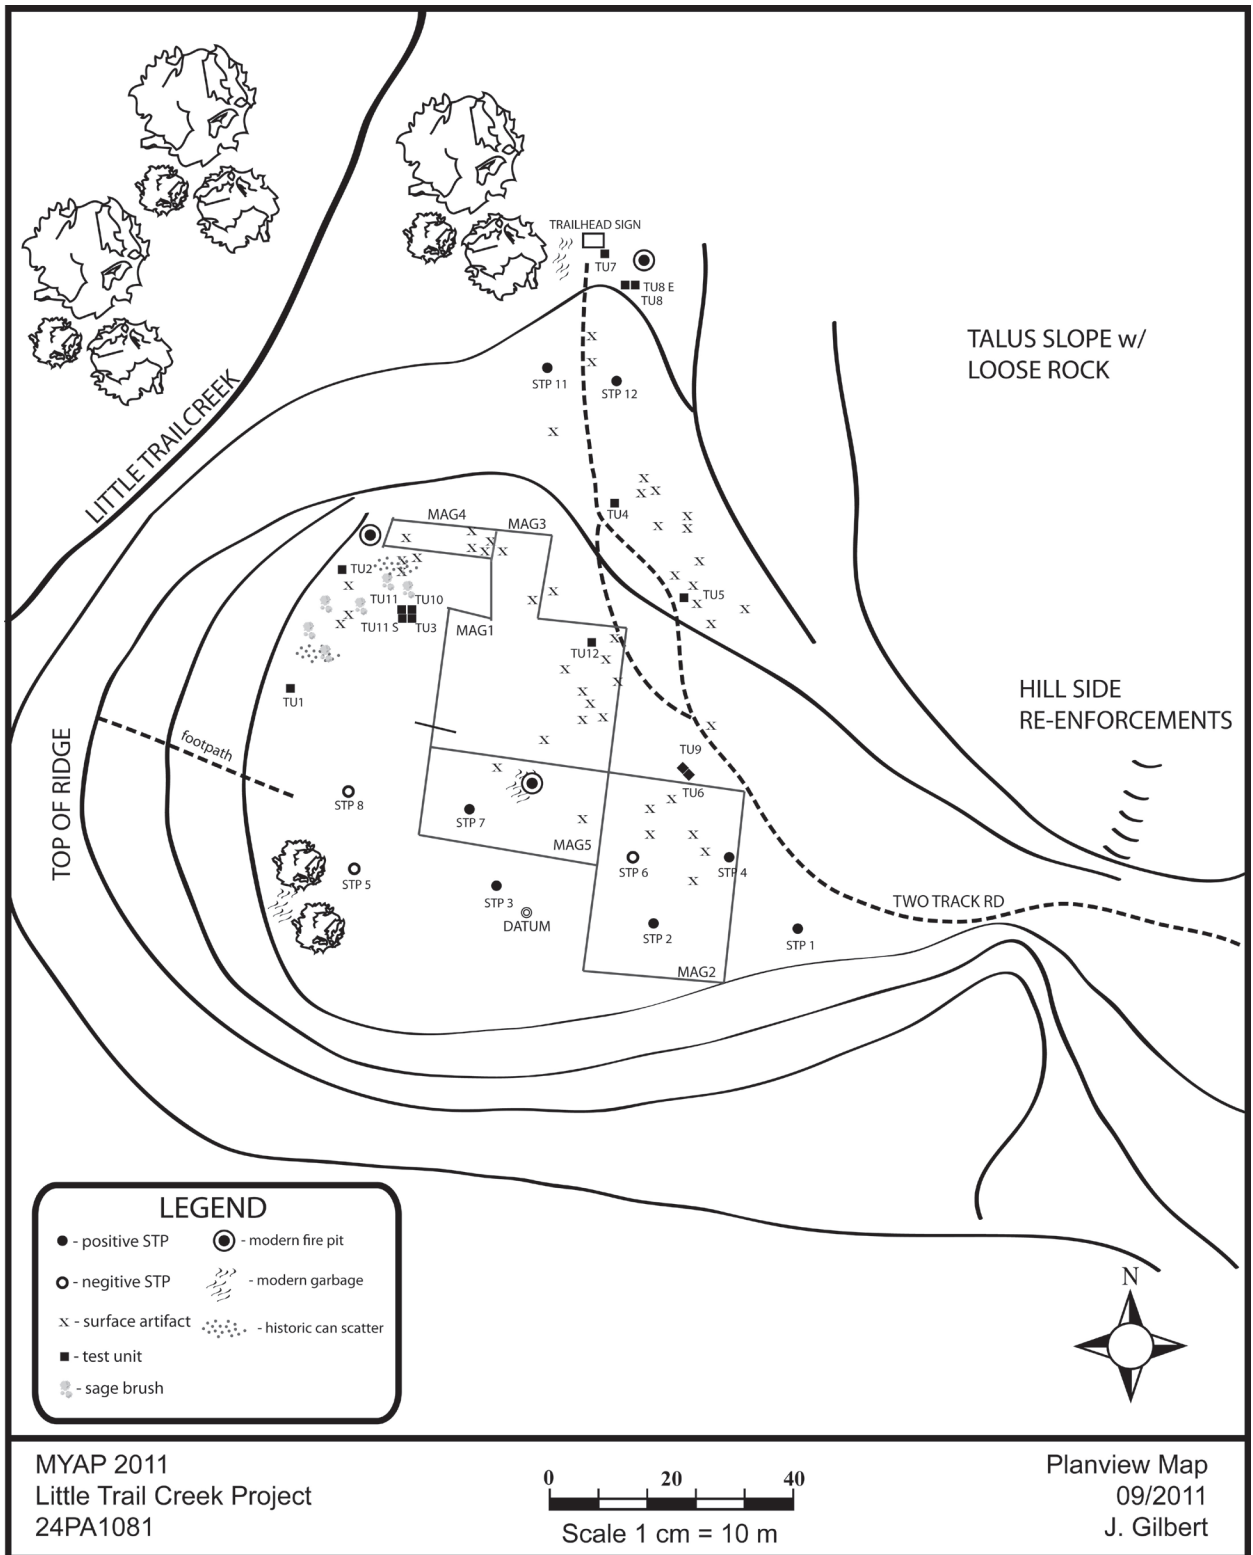 TRAILHEAD SIGN
TU7
TU8 E
TU8
TALUS SLOPE w/
LOOSE ROCK
STP 11
STP 12
LITTLE TRAILCREEK
TU4
MAG4
MAG3
TU2
TU11
TU10
TU11 S
TU3
MAG1
TU5
TU12
TU1
HILL SIDE
RE-ENFORCEMENTS
footpath
TOP OF RIDGE
TU9
TU6
STP 8
STP 7
MAG5
STP 6
STP 4
STP 5
STP 3
DATUM
STP 2
STP 1
TWO TRACK RD
MAG2
LEGEND
- positive STP
- modern fire pit
- negitive STP
- modern garbage
x - surface artifact
- historic can scatter
- test unit
- sage brush
N
MYAP 2011
Little Trail Creek Project
24PA1081
0 20 40
Scale 1 cm = 10 m
Planview Map
09/2011
J. Gilbert